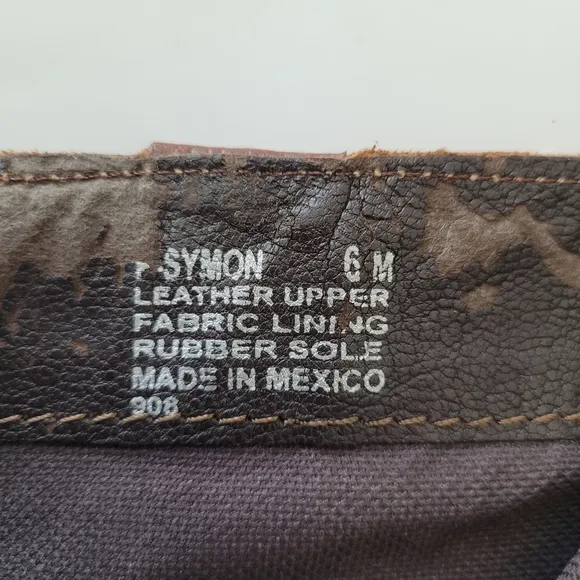 SYMON 6 M
LEATHER UPPER
FABRIC LINING
RUBBER SOLE
MADE IN MEXICO
908